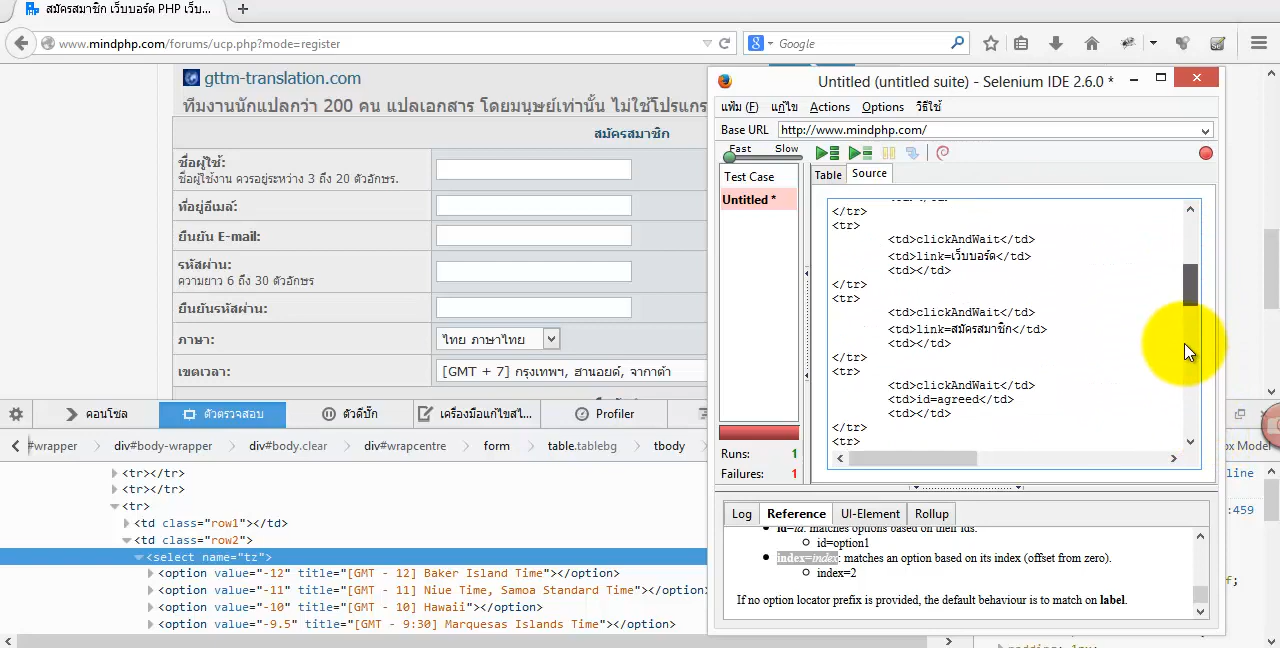 สมัครสมาชิก เว็บบอร์ด PHP เว็บ...
www.mindphp.com/forums/ucp.php?mode=register
Google
gttm-translation.com
ทีมงานนักแปลกว่า 200 คน แปลเอกสาร โดยมนุษย์เท่านั้น ไม่ใช้โปรแกร
สมัครสมาชิก
ชื่อผู้ใช้:
ชื่อผู้ใช้งาน ควรอยู่ระหว่าง 3 ถึง 20 ตัวอักษร.
ที่อยู่อีเมล์:
ยืนยัน E-mail:
รหัสผ่าน:
ความยาว 6 ถึง 30 ตัวอักษร
ยืนยันรหัสผ่าน:
ภาษา:
ไทย ภาษาไทย
เขตเวลา:
[GMT + 7] กรุงเทพฯ, ฮานอยด์, จากาต้า
Untitled (untitled suite) - Selenium IDE 2.6.0 *
แฟ้ม (F)
แก้ไข
Actions
Options
วิธีใช้
Base URL
http://www.mindphp.com/
Fast
Slow
Test Case
Untitled *
Table
Source
</tr>
<tr>
<td>clickAndWait</td>
<td>link=เว็บบอร์ด</td>
<td></td>
</tr>
<tr>
<td>clickAndWait</td>
<td>link=สมัครสมาชิก</td>
<td></td>
</tr>
<tr>
<td>clickAndWait</td>
<td>id=agreed</td>
<td></td>
</tr>
<tr>
Runs:
1
Failures:
1
Log
Reference
UI-Element
Rollup
id=id: matches options based on their ids.
id=option1
index=index: matches an option based on its index (offset from zero).
index=2
If no option locator prefix is provided, the default behaviour is to match on label.
คอนโซล
ตัวตรวจสอบ
ตัวดีบั๊ก
เครื่องมือแก้ไขสไ...
Profiler
#wrapper
div#body-wrapper
div#body.clear
div#wrapcentre
form
table.tablebg
tbody
ox Model
<tr></tr>
<tr></tr>
<tr>
<td class="row1"></td>
<td class="row2">
<select name="tz">
<option value="-12" title="[GMT - 12] Baker Island Time"></option>
<option value="-11" title="[GMT - 11] Niue Time, Samoa Standard Time"></option>
<option value="-10" title="[GMT - 10] Hawaii"></option>
<option value="-9.5" title="[GMT - 9:30] Marquesas Islands Time"></option>
line
:459